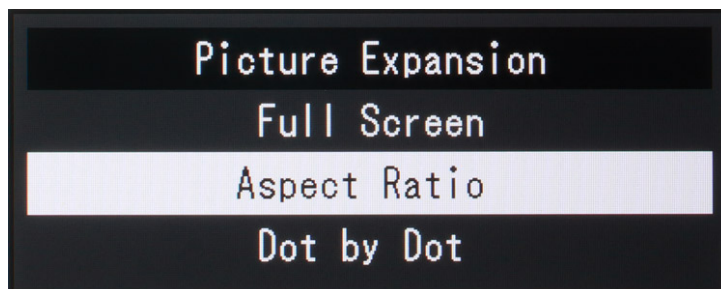 Picture Expansion
Full Screen
Aspect Ratio
Dot by Dot